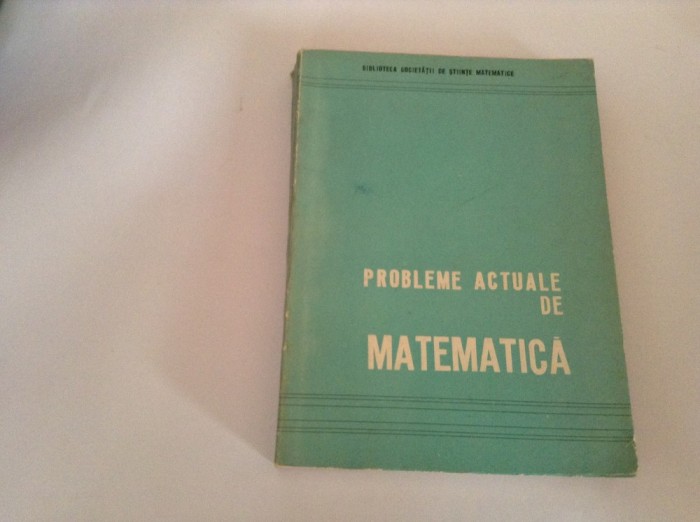 BIBLIOTECA SOCIETĂȚII DE ȘTIINȚE MATEMATICE
PROBLEME ACTUALE
DE
MATEMATICĂ